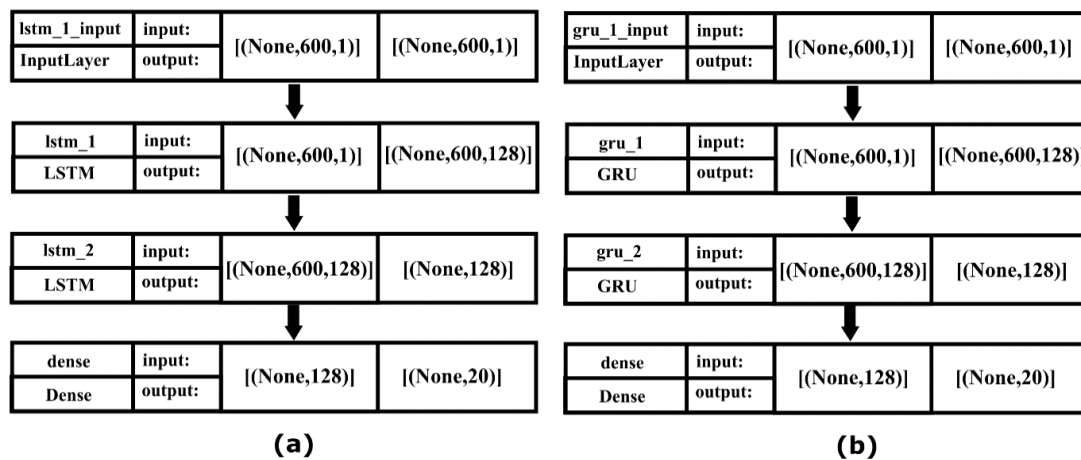 lstm_1_input input: [(None,600,1)] [(None,600,1)]
InputLayer output:
lstm_1 input: [(None,600,1)] [(None,600,128)]
LSTM output:
lstm_2 input: [(None,600,128)] [(None,128)]
LSTM output:
dense input: [(None,128)] [(None,20)]
Dense output:
(a)
gru_1_input input: [(None,600,1)] [(None,600,1)]
InputLayer output:
gru_1 input: [(None,600,1)] [(None,600,128)]
GRU output:
gru_2 input: [(None,600,128)] [(None,128)]
GRU output:
dense input: [(None,128)] [(None,20)]
Dense output:
(b)